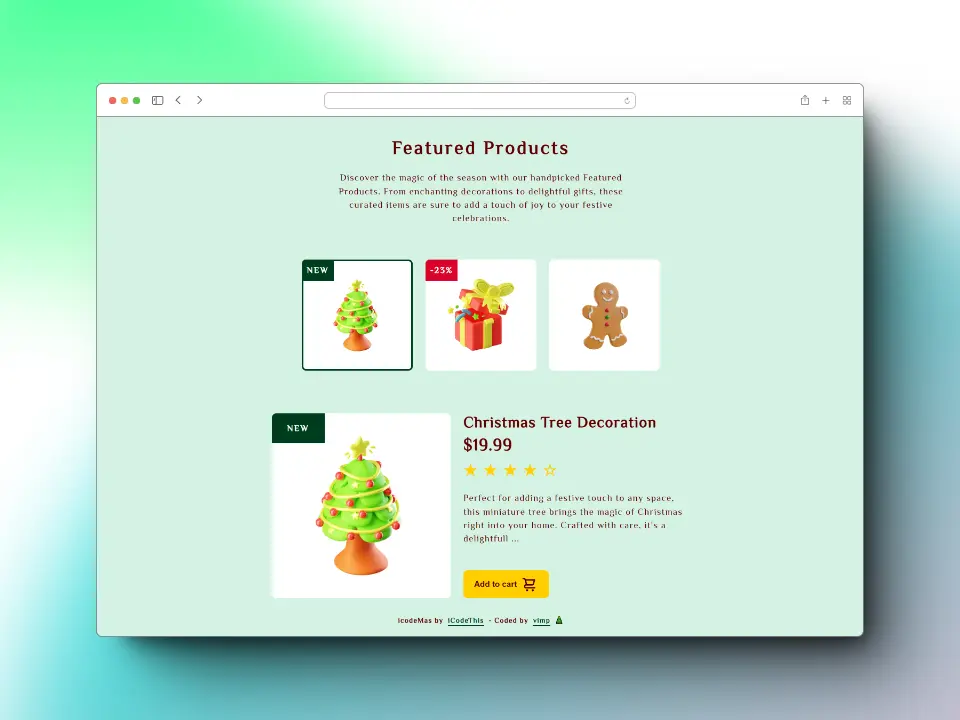 Featured Products
Discover the magic of the season with our handpicked Featured
Products. From enchanting decorations to delightful gifts, these
curated items are sure to add a touch of joy to your festive
celebrations.
NEW
-23%
NEW
Christmas Tree Decoration
$19.99
Perfect for adding a festive touch to any space,
this miniature tree brings the magic of Christmas
right into your home. Crafted with care, it's a
delightfull ...
Add to cart
icodeMas by iCodeThis - Coded by vimp